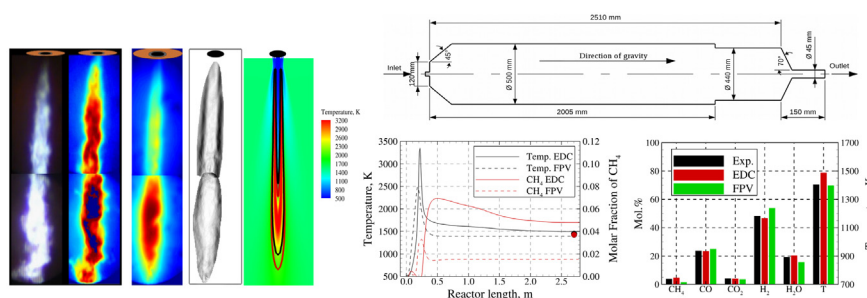 Temperature, K
3200
2900
2600
2300
2000
1700
1400
1100
800
500
2510 mm
45°
Inlet
120 mm
Ø 500 mm
Direction of gravity
Ø 440 mm
70°
Ø 45 mm
Outlet
2005 mm
150 mm
Temperature, K
3500
3000
2500
2000
1500
1000
500
Temp. EDC
Temp. FPV
CH4 EDC
CH4 FPV
0.12
0.10
0.08
0.06
0.04
0.02
0.00
Molar Fraction of CH4
0.0 0.5 1.0 1.5 2.0 2.5
Reactor length, m
Mol.%
100
80
60
40
20
0
Exp.
EDC
FPV
1700
1500
1300
1100
900
700
CH4 CO CO2 H2 H2O T